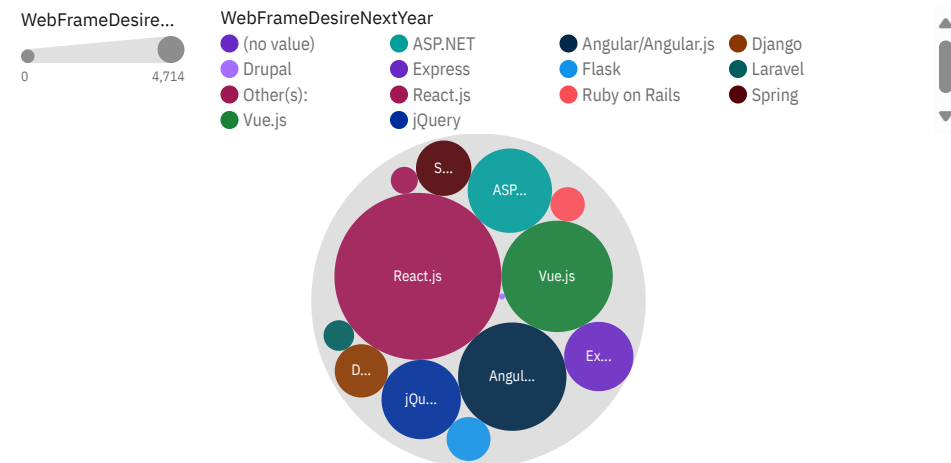 WebFrameDesire...
0 4,714
WebFrameDesireNextYear
(no value) ASP.NET Angular/Angular.js Django
Drupal Express Flask Laravel
Other(s): React.js Ruby on Rails Spring
Vue.js jQuery
S...
ASP...
React.js Vue.js
Ex...
D... Angul...
jQu...